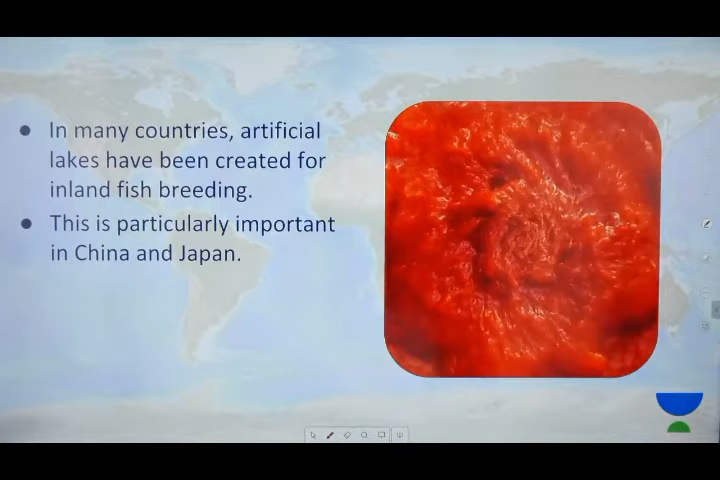 ● In many countries, artificial
lakes have been created for
inland fish breeding.
● This is particularly important
in China and Japan.